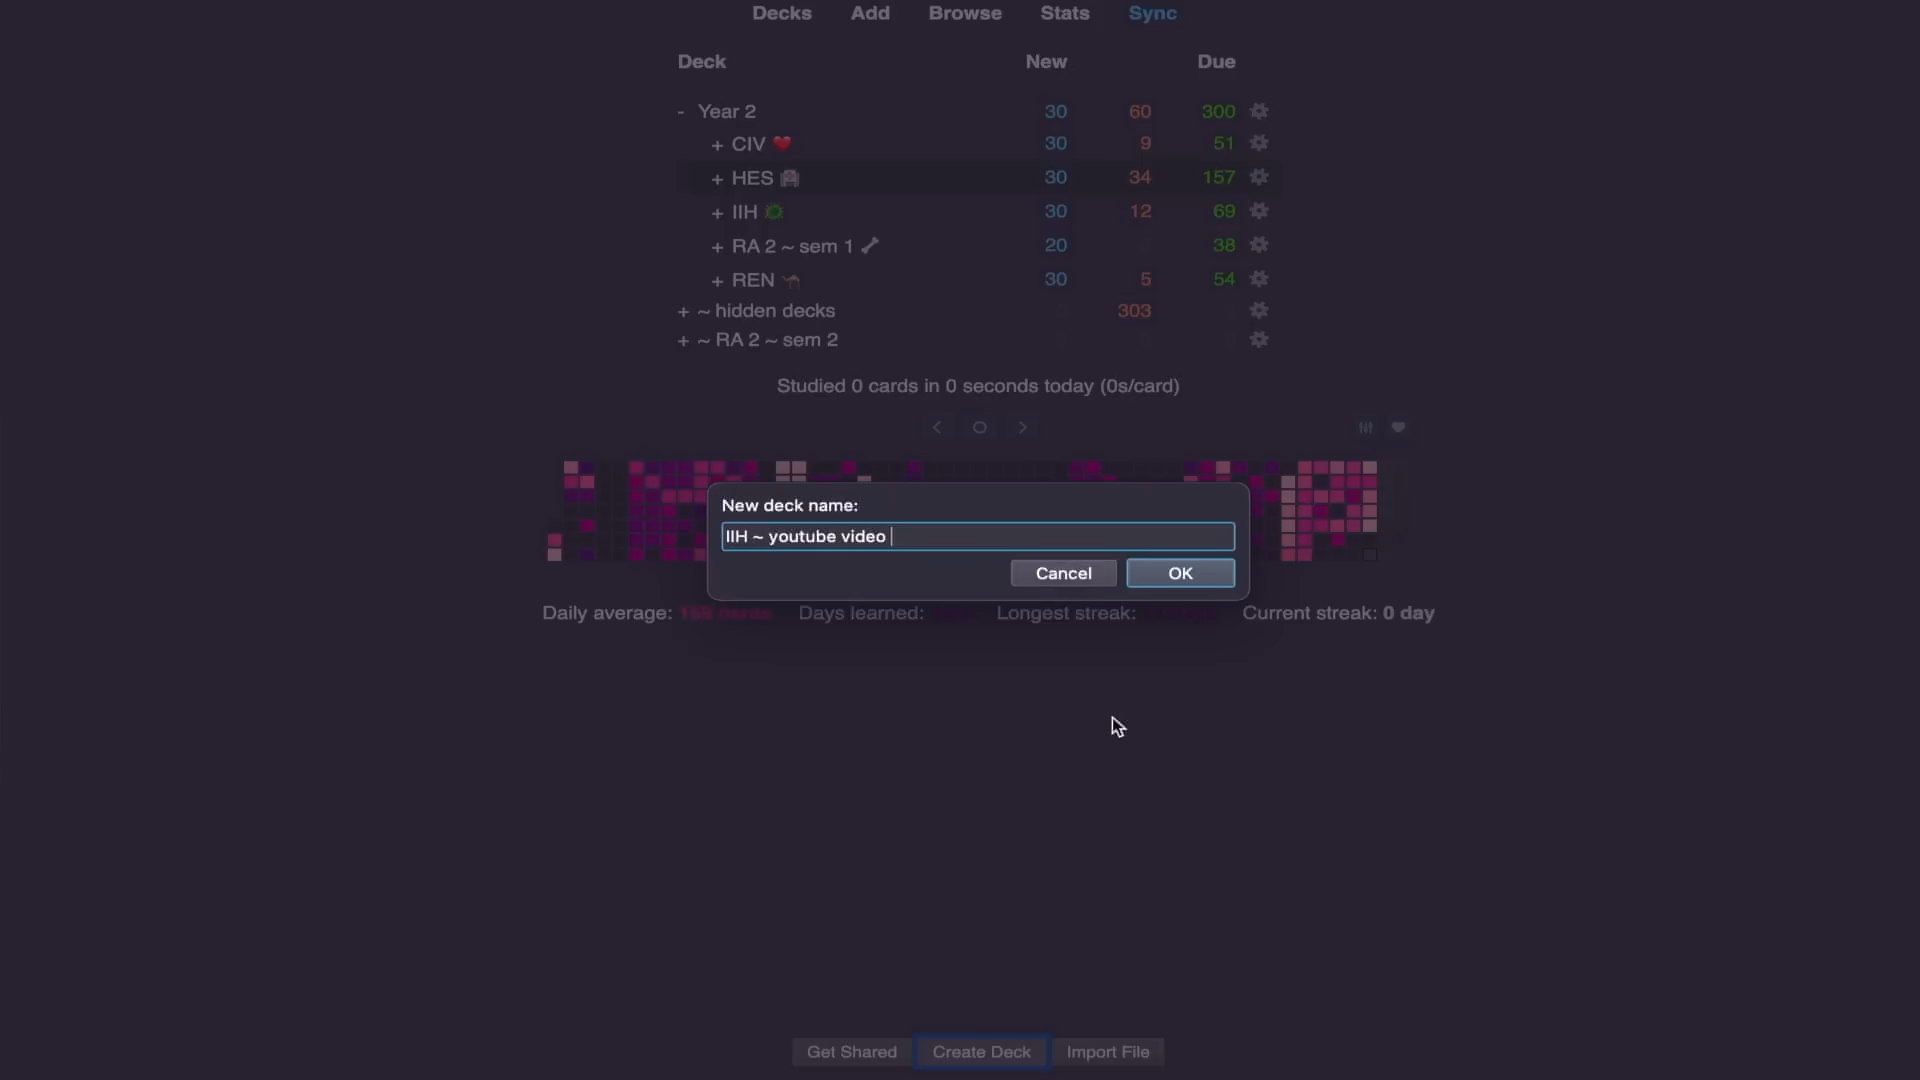 Decks Add Browse Stats Sync
Deck New Due
- Year 2 30 60 300
+ CIV 30 9 51
+ HES 30 34 157
+ IIH 30 12 69
+ RA 2 ~ sem 1 20 38
+ REN 30 5 54
+ ~ hidden decks 303
+ ~ RA 2 ~ sem 2
Studied 0 cards in 0 seconds today (0s/card)
New deck name:
IIH ~ youtube video
Cancel OK
Daily average: Days learned: Longest streak: Current streak: 0 day
Get Shared Create Deck Import File